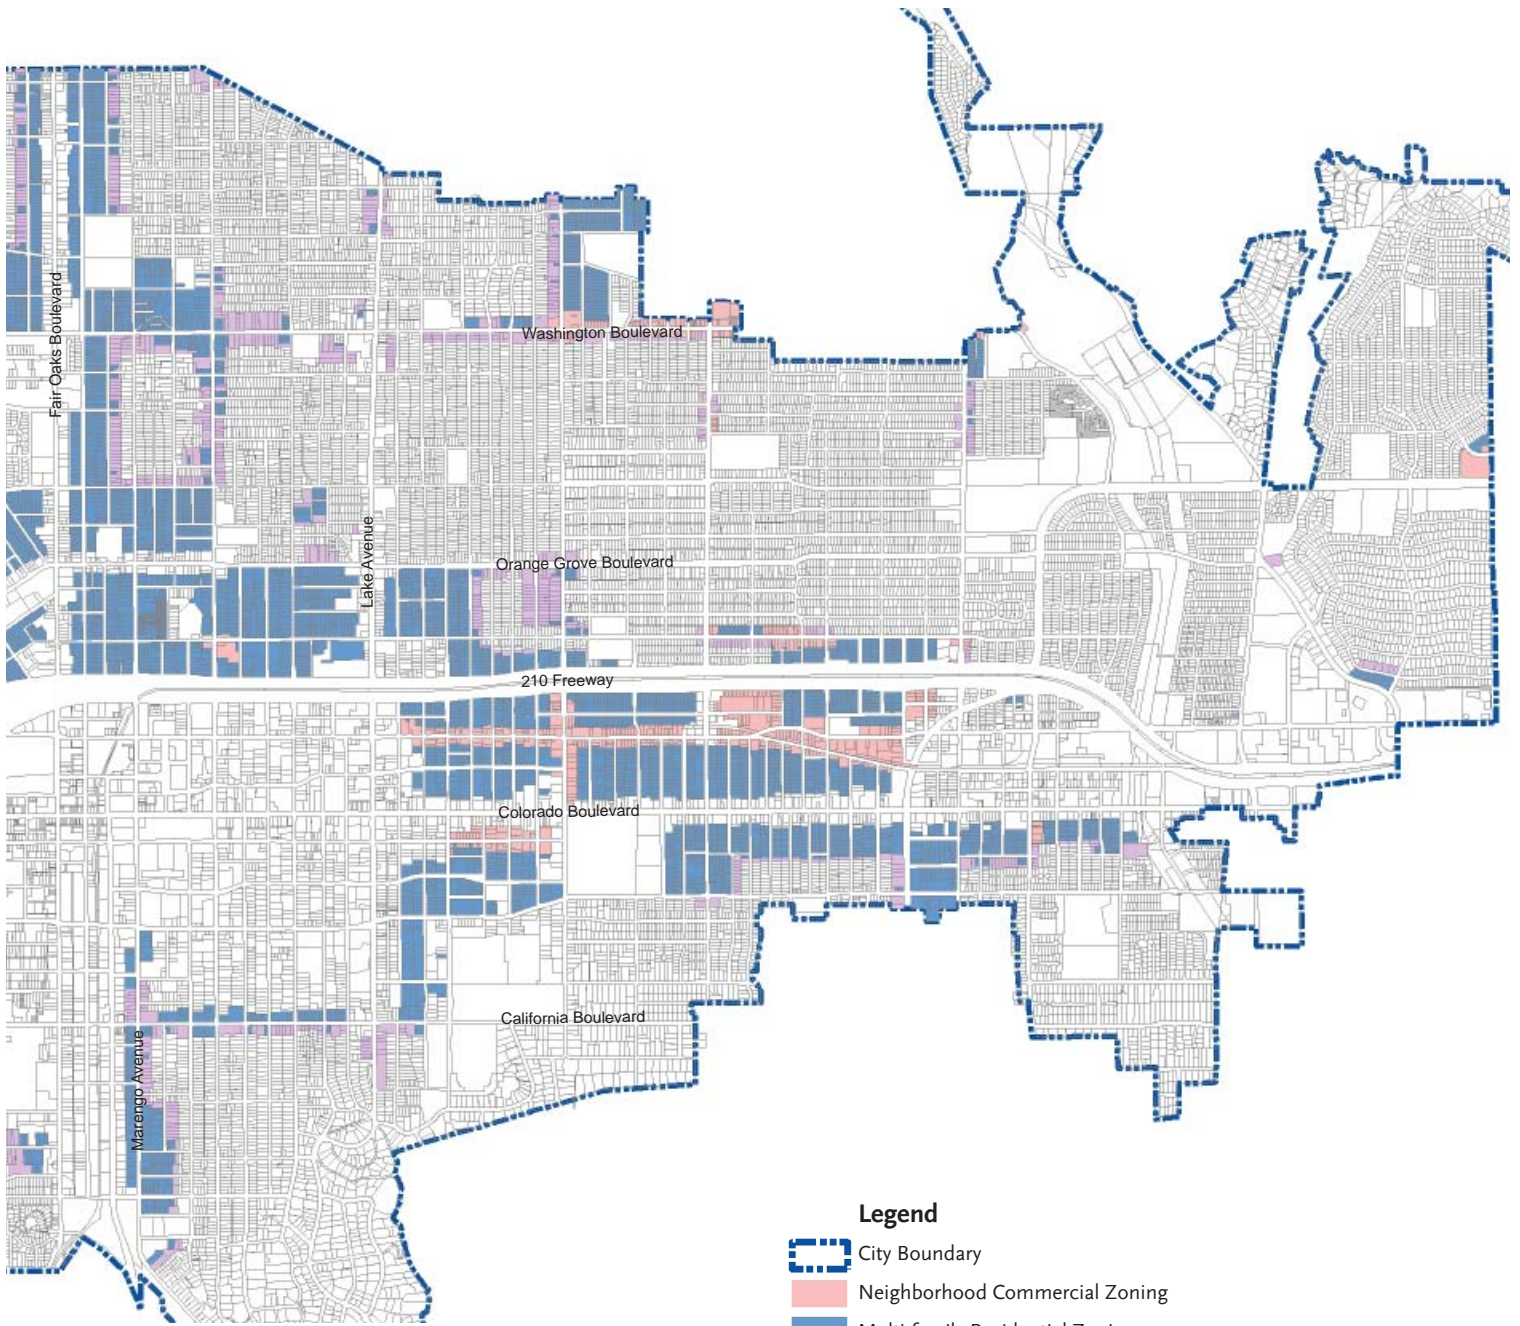 Fair Oaks Boulevard
Washington Boulevard
Lake Avenue
Orange Grove Boulevard
210 Freeway
Colorado Boulevard
California Boulevard
Marengo Avenue
Legend
City Boundary
Neighborhood Commercial Zoning